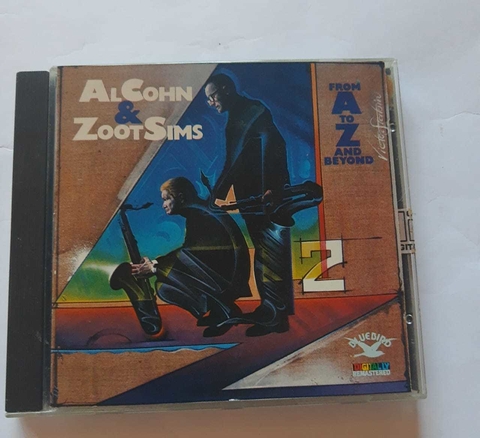 AL COHN
&
ZOOT SIMS
FROM
A
TO
Z
AND
BEYOND
Z
BLUEBIRD
DIGITALLY
REMASTERED